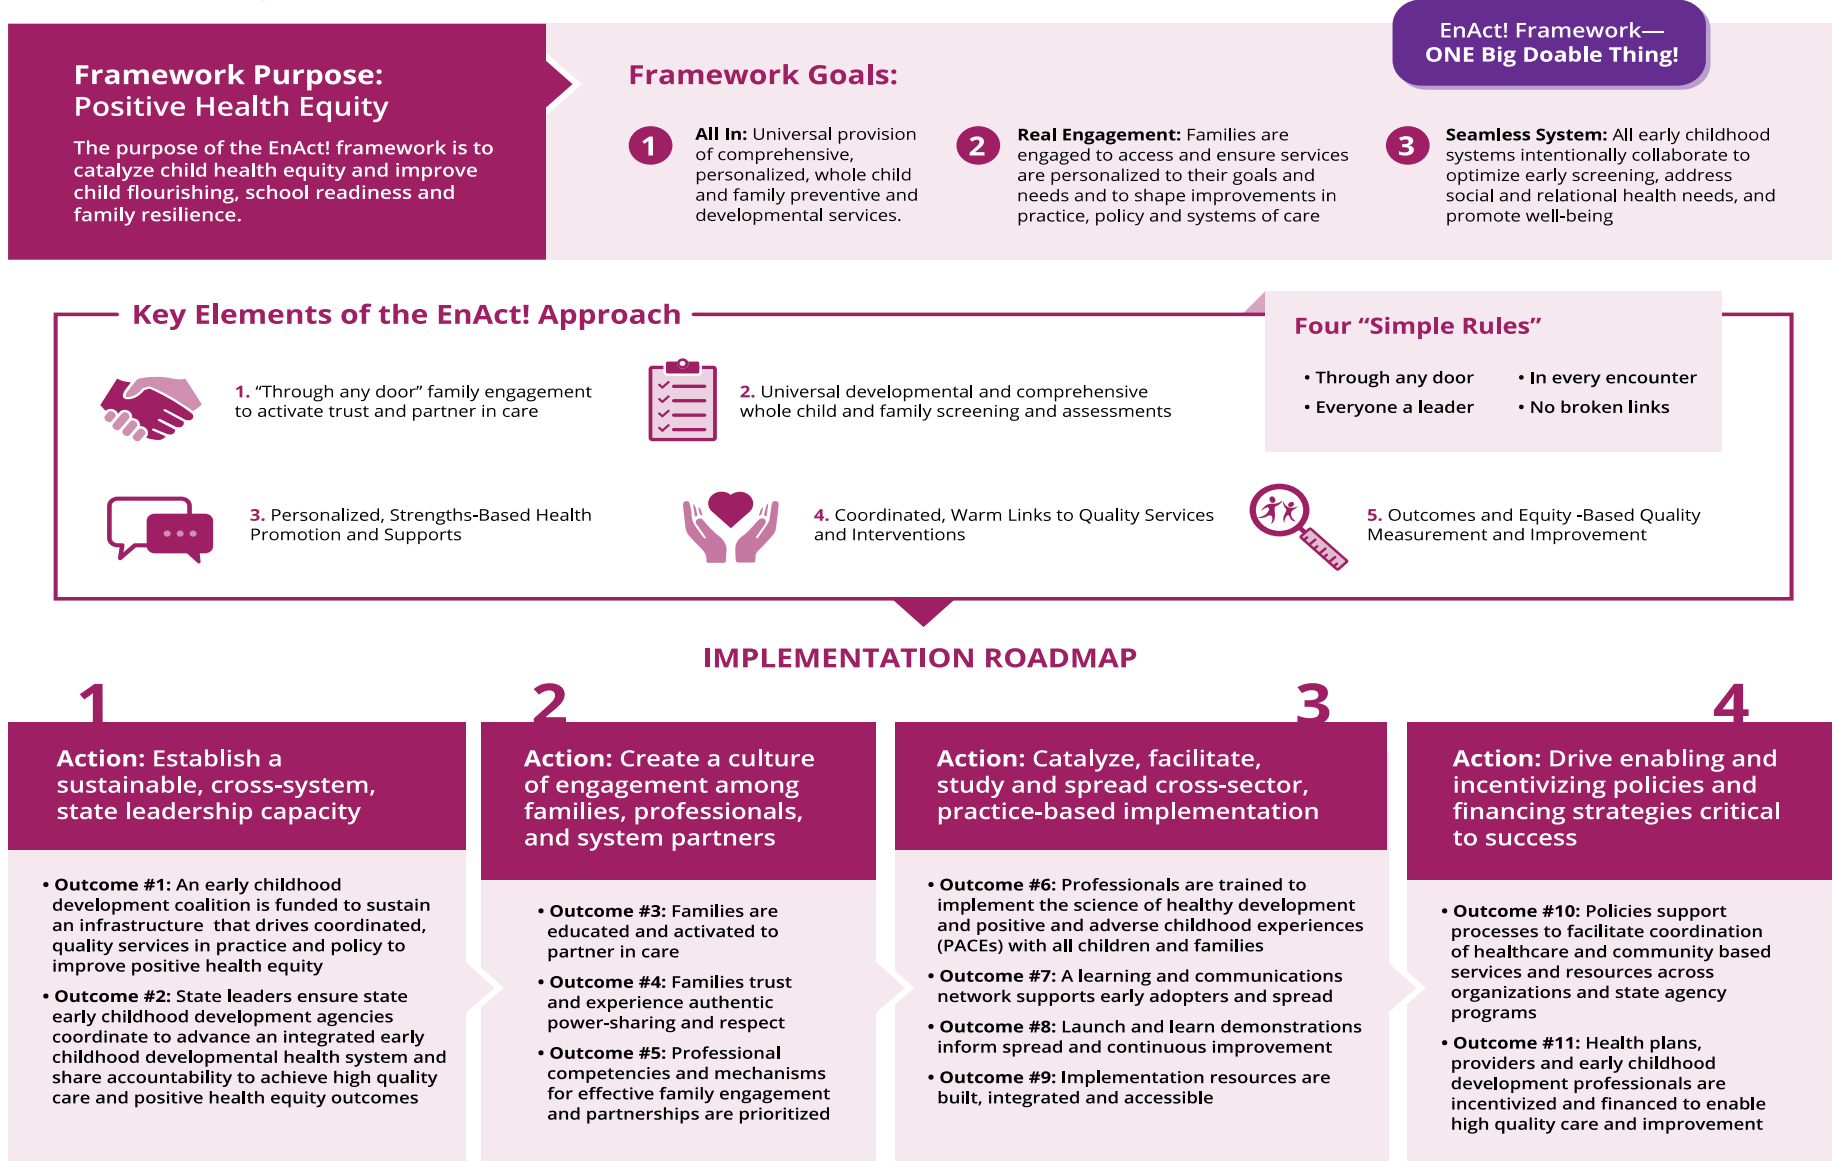 EnAct! Framework—
ONE Big Doable Thing!
Framework Purpose:
Positive Health Equity
The purpose of the EnAct! framework is to
catalyze child health equity and improve
child flourishing, school readiness and
family resilience.
Framework Goals:
1
All In: Universal provision
of comprehensive,
personalized, whole child
and family preventive and
developmental services.
2
Real Engagement: Families are
engaged to access and ensure services
are personalized to their goals and
needs and to shape improvements in
practice, policy and systems of care
3
Seamless System: All early childhood
systems intentionally collaborate to
optimize early screening, address
social and relational health needs, and
promote well-being
Key Elements of the EnAct! Approach
1. “Through any door” family engagement
to activate trust and partner in care
2. Universal developmental and comprehensive
whole child and family screening and assessments
Four “Simple Rules”
• Through any door
• In every encounter
• Everyone a leader
• No broken links
3. Personalized, Strengths-Based Health
Promotion and Supports
4. Coordinated, Warm Links to Quality Services
and Interventions
5. Outcomes and Equity -Based Quality
Measurement and Improvement
IMPLEMENTATION ROADMAP
1
Action: Establish a
sustainable, cross-system,
state leadership capacity
• Outcome #1: An early childhood
development coalition is funded to sustain
an infrastructure that drives coordinated,
quality services in practice and policy to
improve positive health equity
• Outcome #2: State leaders ensure state
early childhood development agencies
coordinate to advance an integrated early
childhood developmental health system and
share accountability to achieve high quality
care and positive health equity outcomes
2
Action: Create a culture
of engagement among
families, professionals,
and system partners
• Outcome #3: Families are
educated and activated to
partner in care
• Outcome #4: Families trust
and experience authentic
power-sharing and respect
• Outcome #5: Professional
competencies and mechanisms
for effective family engagement
and partnerships are prioritized
3
Action: Catalyze, facilitate,
study and spread cross-sector,
practice-based implementation
• Outcome #6: Professionals are trained to
implement the science of healthy development
and positive and adverse childhood experiences
(PACEs) with all children and families
• Outcome #7: A learning and communications
network supports early adopters and spread
• Outcome #8: Launch and learn demonstrations
inform spread and continuous improvement
• Outcome #9: Implementation resources are
built, integrated and accessible
4
Action: Drive enabling and
incentivizing policies and
financing strategies critical
to success
• Outcome #10: Policies support
processes to facilitate coordination
of healthcare and community based
services and resources across
organizations and state agency
programs
• Outcome #11: Health plans,
providers and early childhood
development professionals are
incentivized and financed to enable
high quality care and improvement